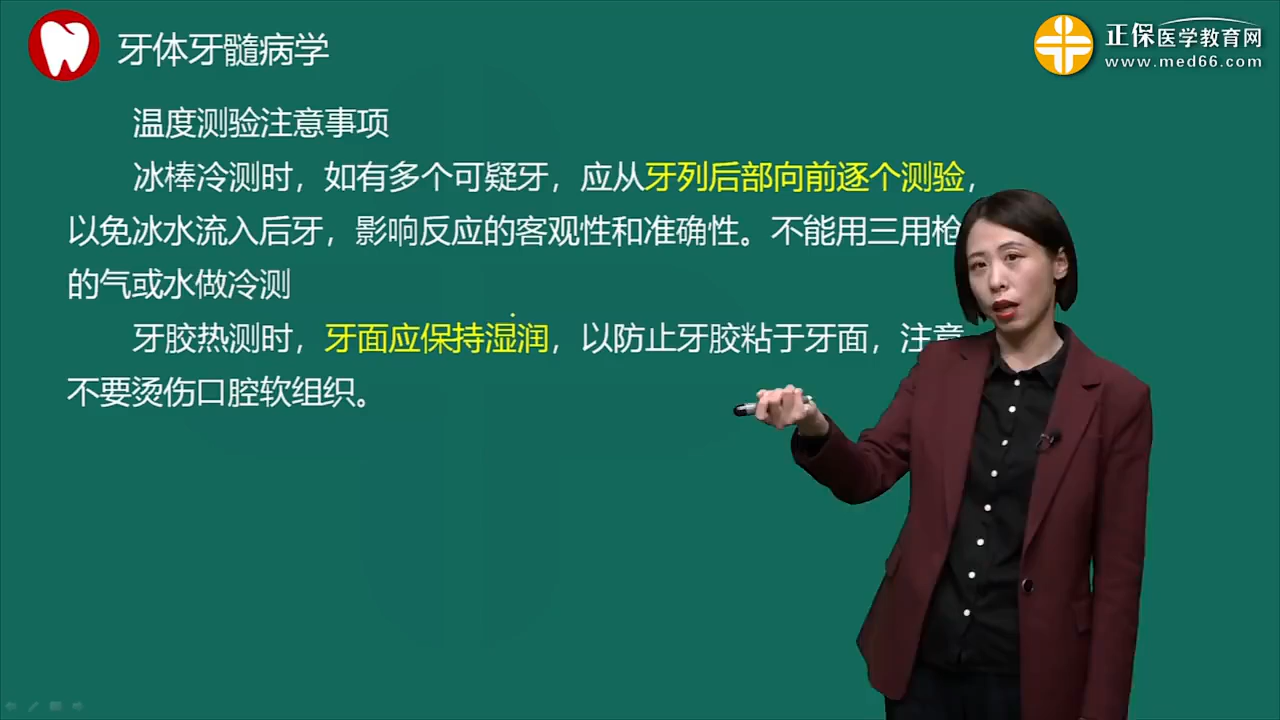 牙体牙髓病学
正保医学教育网
www.med66.com
温度测验注意事项
冰棒冷测时，如有多个可疑牙，应从牙列后部向前逐个测验，
以免冰水流入后牙，影响反应的客观性和准确性。不能用三用枪
的气或水做冷测
牙胶热测时，牙面应保持湿润，以防止牙胶粘于牙面，注意
不要烫伤口腔软组织。